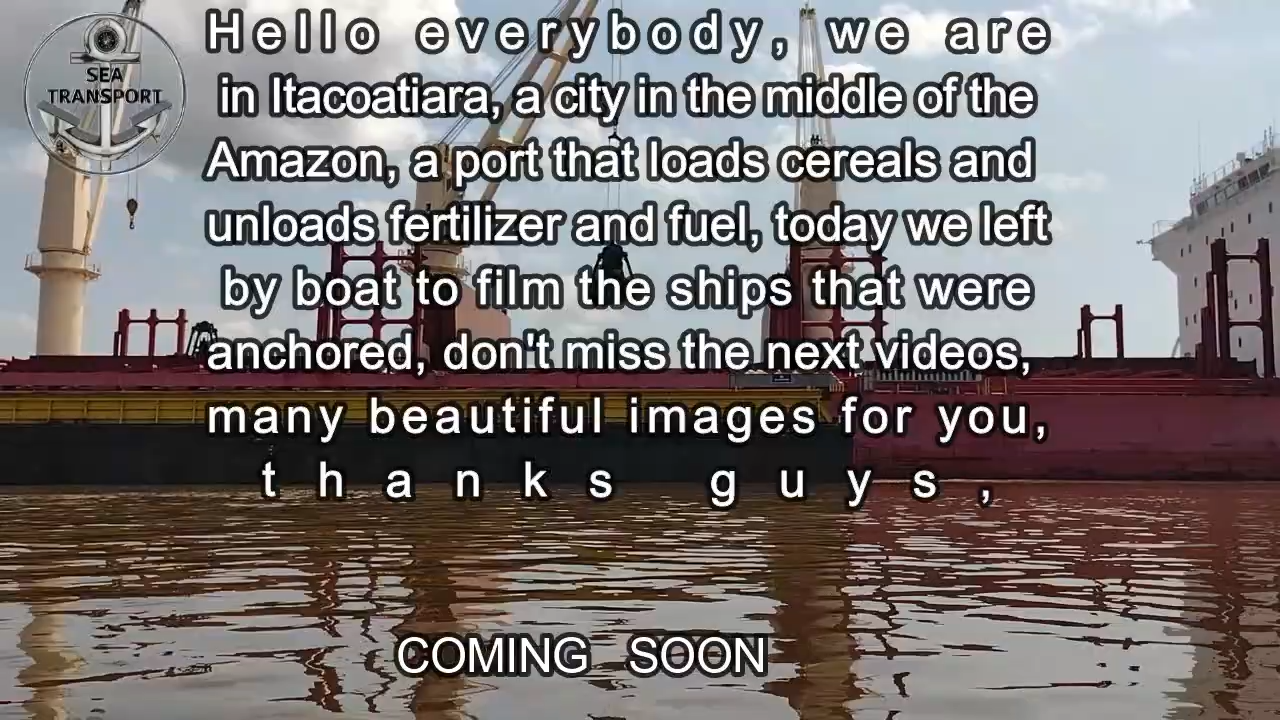 SEA
TRANSPORT
Hello everybody, we are
in Itacoatiara, a city in the middle of the
Amazon, a port that loads cereals and
unloads fertilizer and fuel, today we left
by boat to film the ships that were
anchored, don't miss the next videos,
many beautiful images for you,
thanks guys,
COMING SOON